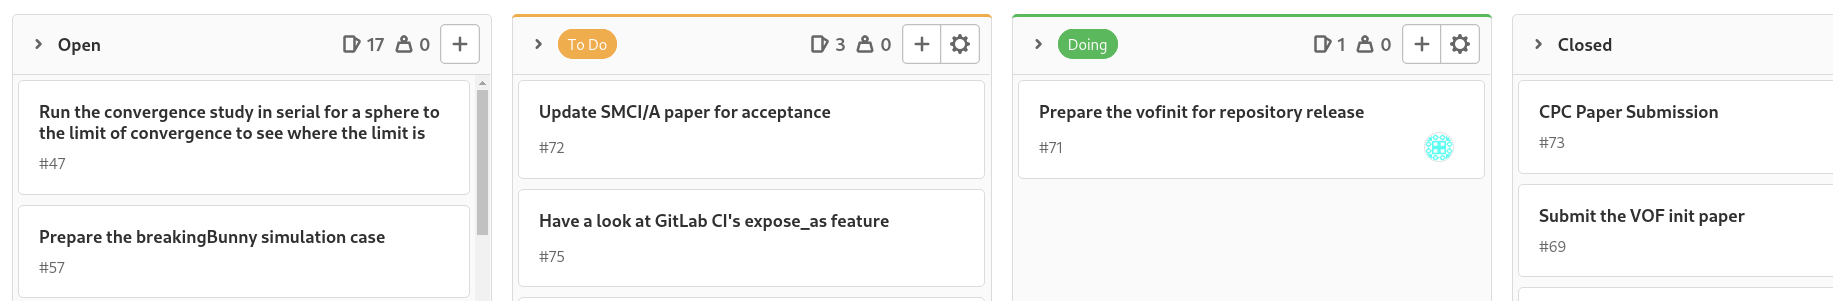 Open 17 0
Run the convergence study in serial for a sphere to
the limit of convergence to see where the limit is
#47
Prepare the breakingBunny simulation case
#57
To Do 3 0
Update SMCI/A paper for acceptance
#72
Have a look at GitLab CI's expose_as feature
#75
Doing 1 0
Prepare the vofinit for repository release
#71
Closed
CPC Paper Submission
#73
Submit the VOF init paper
#69